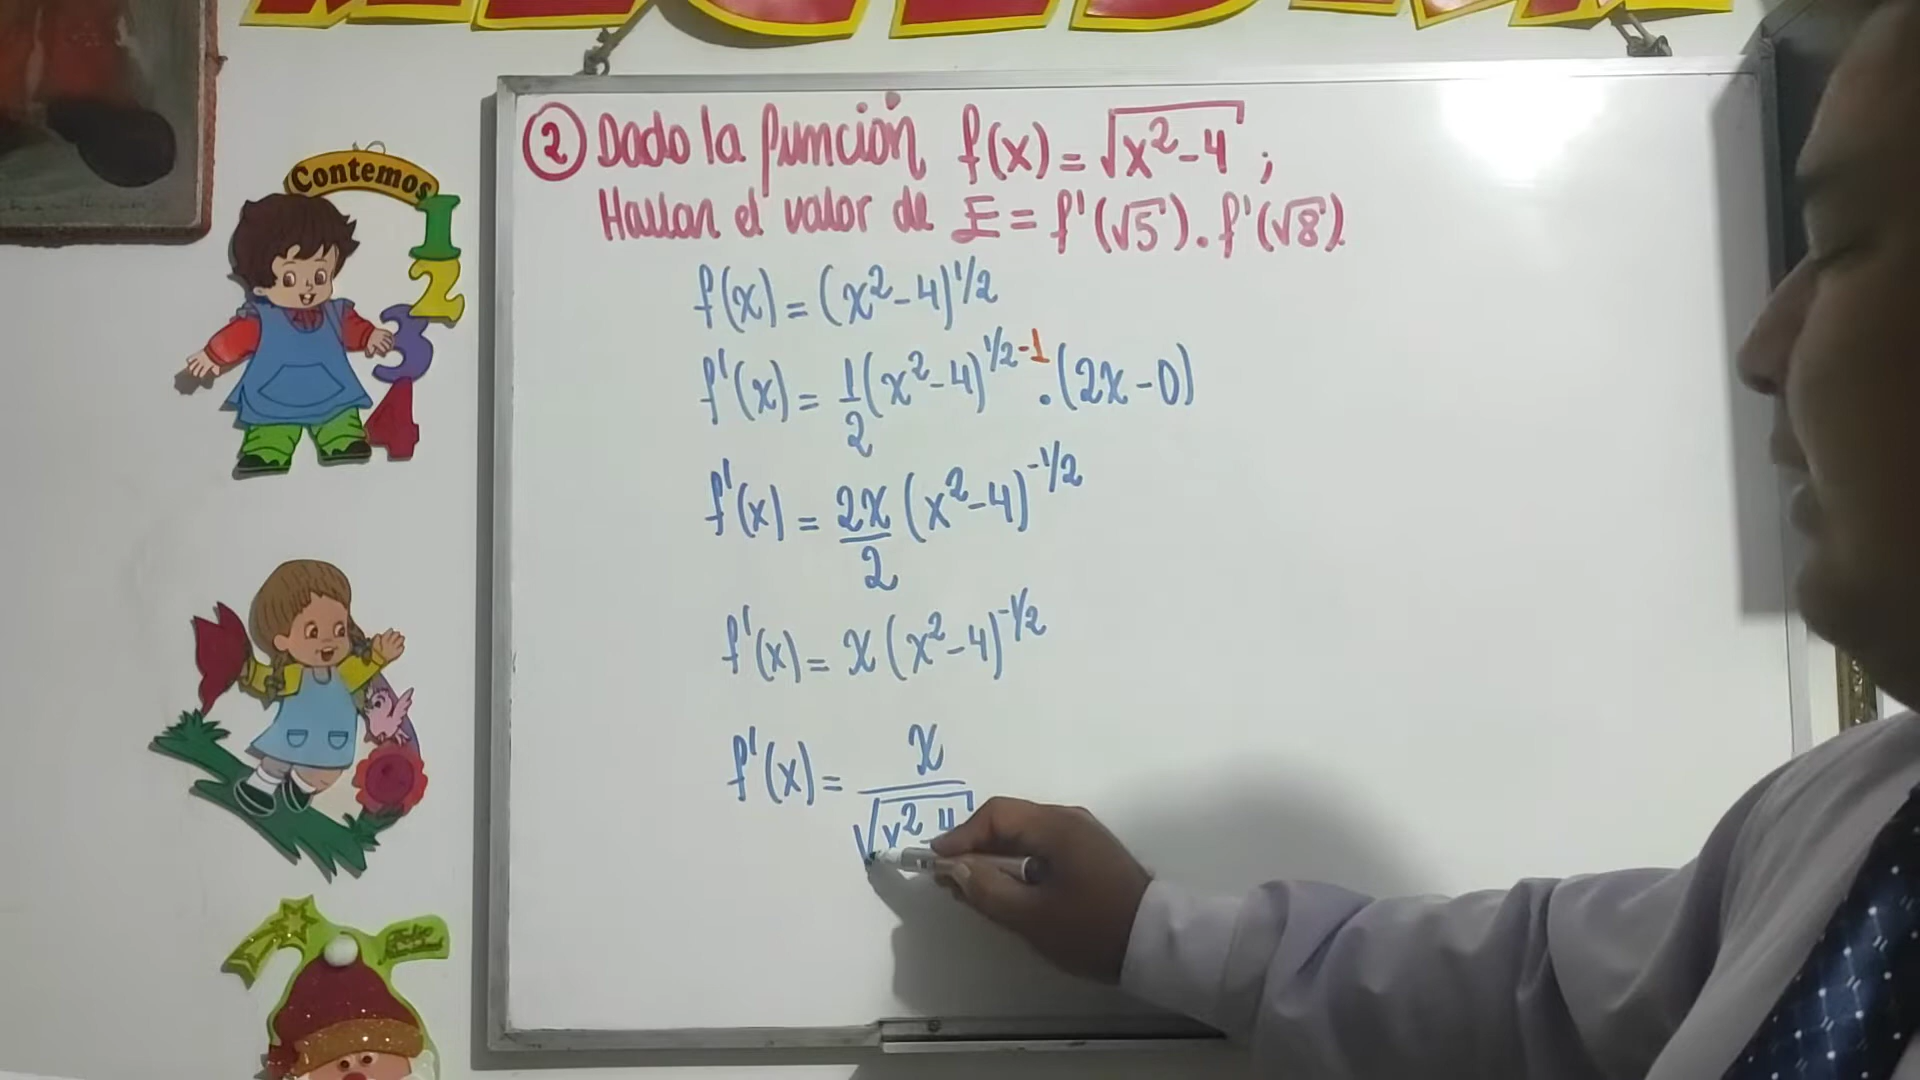 ② Dado la función f(x) = √(x² - 4) ;
Hallar el valor de E = f'(√5) . f'(√8).
f(x) = (x² - 4)^1/2
f'(x) = 1/2 (x² - 4)^1/2-1 . (2x - 0)
f'(x) = 2x/2 (x² - 4)^-1/2
f'(x) = x (x² - 4)^-1/2
f'(x) = x/√(x² - 4)
Contemos
1
2
3
4